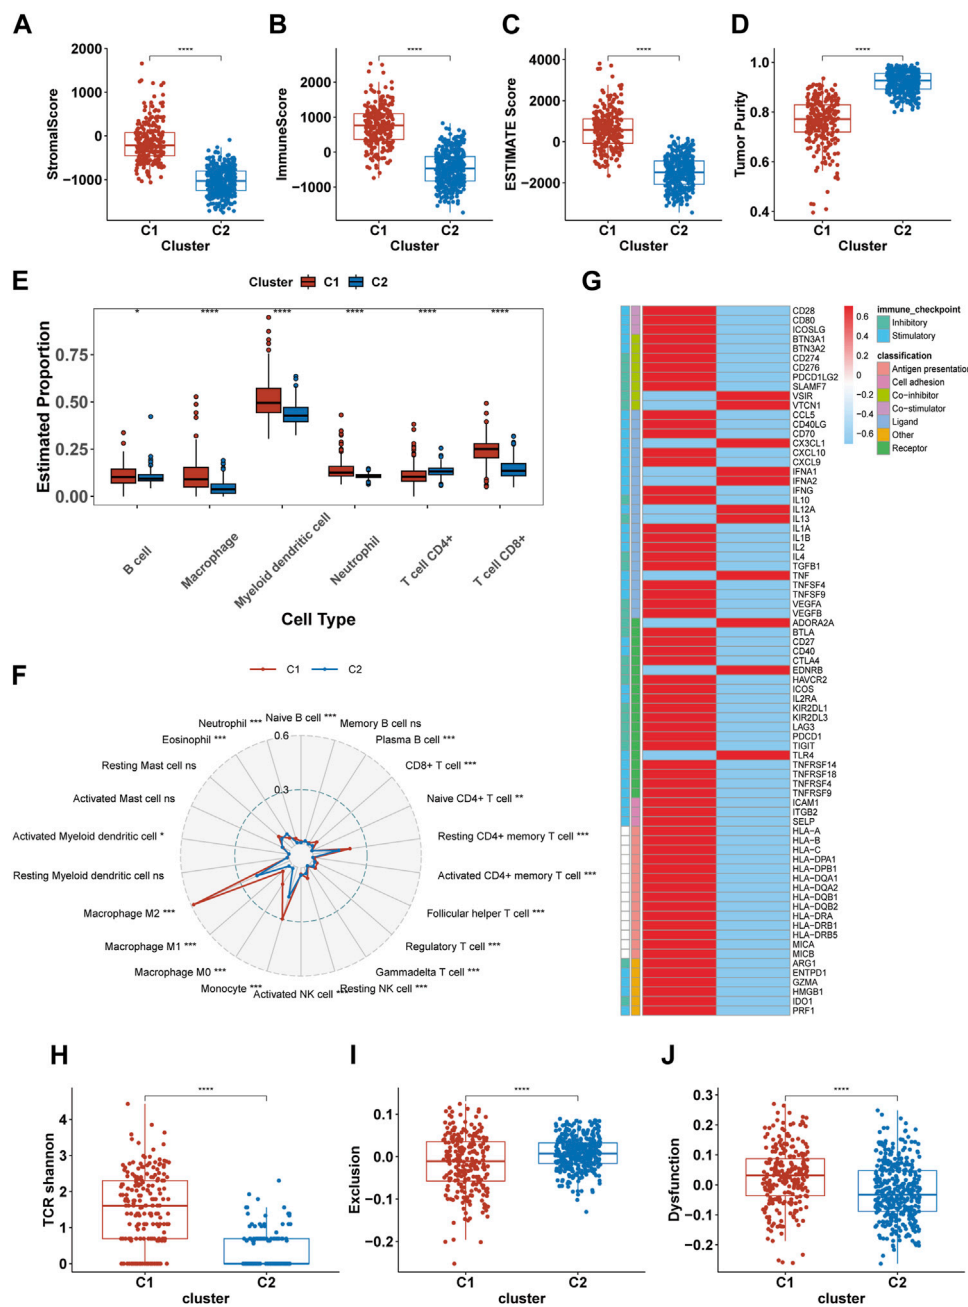 A
StromalScore
2000
1000
0
−1000
****
C1
C2
Cluster
B
ImmuneScore
2000
1000
0
−1000
****
C1
C2
Cluster
C
ESTIMATE Score
4000
2000
0
−2000
****
C1
C2
Cluster
D
Tumor Purity
1.0
0.8
0.6
0.4
****
C1
C2
Cluster
E
Cluster C1 C2
Estimated Proportion
0.75
0.50
0.25
0.00
* **** **** **** **** ****
B cell
Macrophage
Myeloid dendritic cell
Neutrophil
T cell CD4+
T cell CD8+
Cell Type
F
C1 C2
0.6
0.3
Naive B cell ***
Memory B cell ns
Plasma B cell ***
CD8+ T cell ***
Naive CD4+ T cell **
Resting CD4+ memory T cell ***
Activated CD4+ memory T cell ***
Follicular helper T cell ***
Regulatory T cell ***
Gammadelta T cell ***
Resting NK cell ***
Activated NK cell
Monocyte ***
Macrophage M0 ***
Macrophage M1 ***
Macrophage M2 ***
Resting Myeloid dendritic cell ns
Activated Myeloid dendritic cell *
Activated Mast cell ns
Resting Mast cell ns
Eosinophil ***
Neutrophil ***
G
CD28
CD80
ICOSLG
BTN3A1
BTN3A2
CD274
CD276
PDCD1LG2
SLAMF7
VSIR
VTCN1
CCL5
CD40LG
CD70
CX3CL1
CXCL10
CXCL9
IFNA1
IFNA2
IFNG
IL10
IL12A
IL13
IL1A
IL1B
IL2
IL4
TGFB1
TNF
TNFSF4
TNFSF9
VEGFA
VEGFB
ADORA2A
BTLA
CD27
CD40
CTLA4
EDNRB
HAVCR2
ICOS
IL2RA
KIR2DL1
KIR2DL3
LAG3
PDCD1
TIGIT
TLR4
TNFRSF14
TNFRSF18
TNFRSF4
TNFRSF9
ICAM1
ITGB2
SELP
HLA−A
HLA−B
HLA−C
HLA−DPA1
HLA−DPB1
HLA−DQA1
HLA−DQA2
HLA−DQB1
HLA−DQB2
HLA−DRA
HLA−DRB1
HLA−DRB5
MICA
MICB
ARG1
ENTPD1
GZMA
HMGB1
IDO1
PRF1
0.6
0.4
0.2
0
−0.2
−0.4
−0.6
immune_checkpoint
Inhibitory
Stimulatory
classification
Antigen presentation
Cell adhesion
Co−inhibitor
Co−stimulator
Ligand
Other
Receptor
H
TCR shannon
4
3
2
1
0
****
C1
C2
cluster
I
Exclusion
0.1
0.0
−0.1
−0.2
****
C1
C2
cluster
J
Dysfunction
0.3
0.2
0.1
0.0
−0.1
−0.2
****
C1
C2
cluster